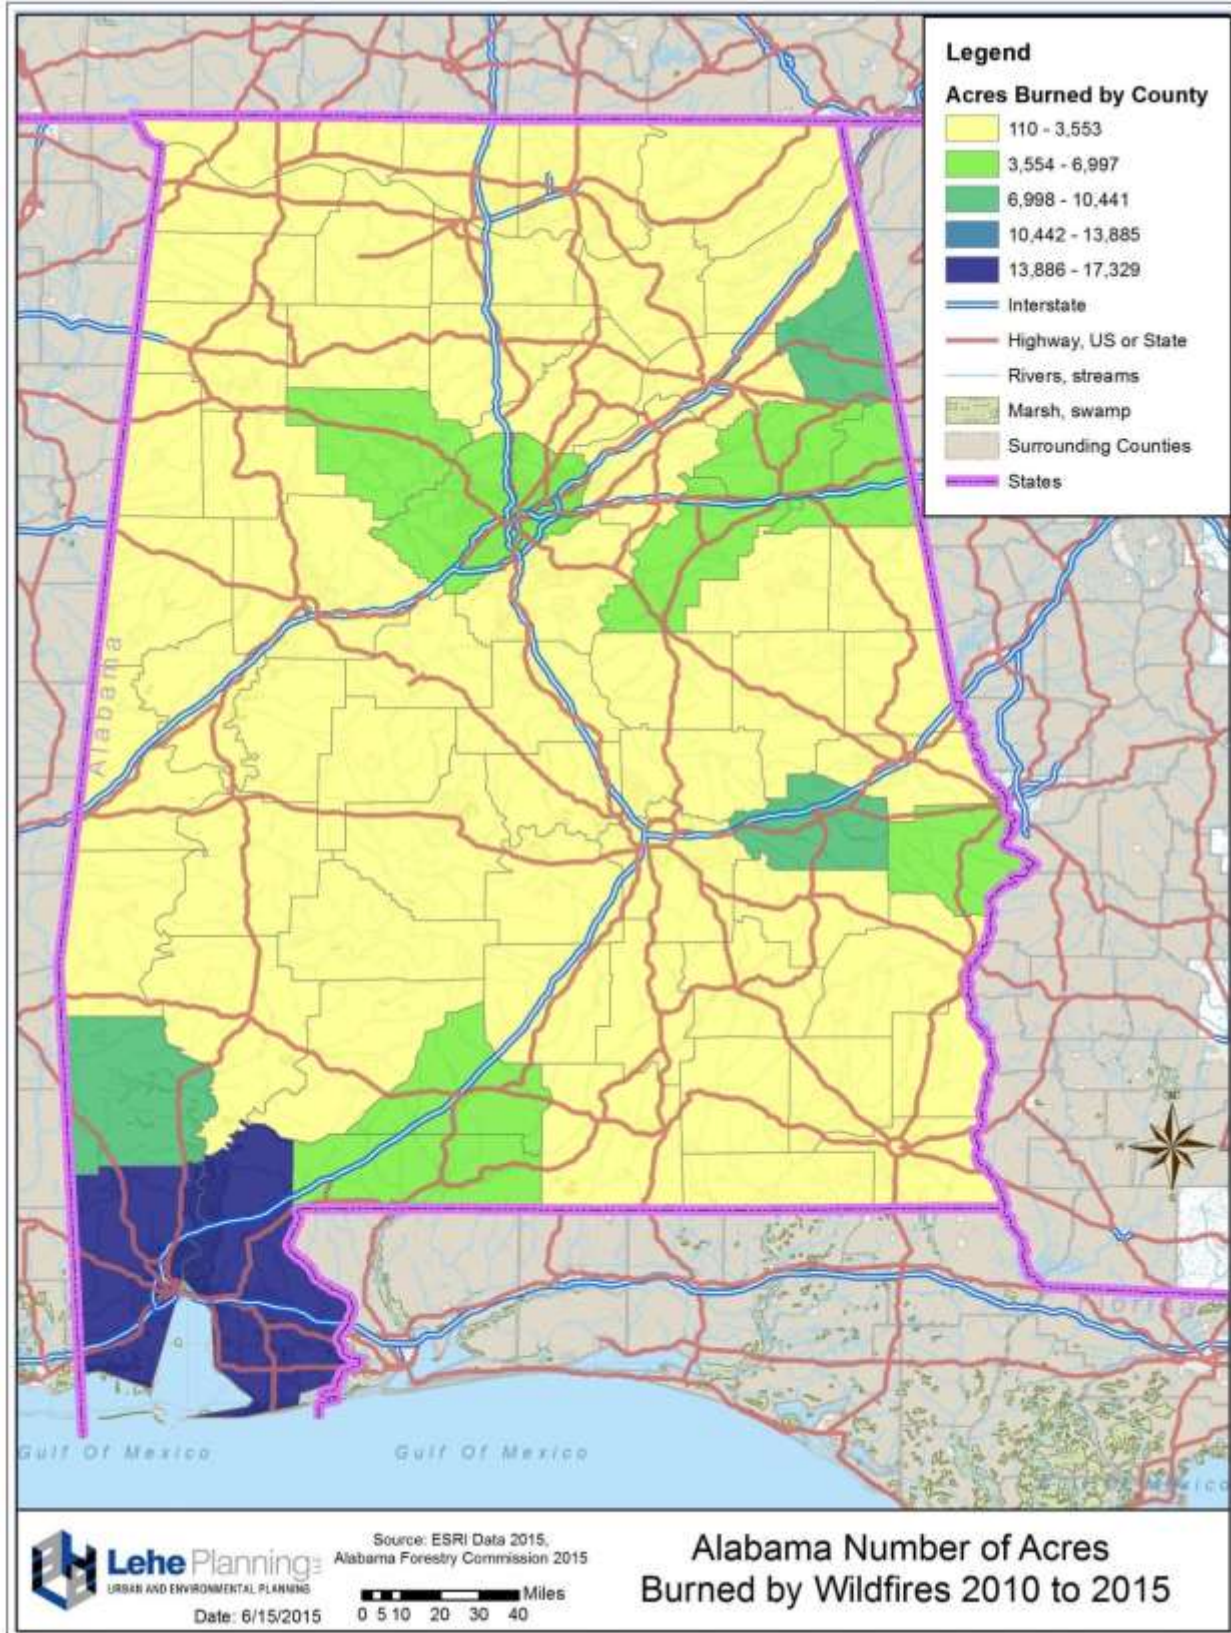 Legend
Acres Burned by County
110 - 3,553
3,554 - 6,997
6,998 - 10,441
10,442 - 13,885
13,886 - 17,329
Interstate
Highway, US or State
Rivers, streams
Marsh, swamp
Surrounding Counties
States
Alabama
Florida
Gulf Of Mexico
Gulf Of Mexico
Gulf Of Mexico
Lehe Planning
URBAN AND ENVIRONMENTAL PLANNING
Date: 6/15/2015
Source: ESRI Data 2015,
Alabama Forestry Commission 2015
Miles
0 5 10 20 30 40
Alabama Number of Acres
Burned by Wildfires 2010 to 2015